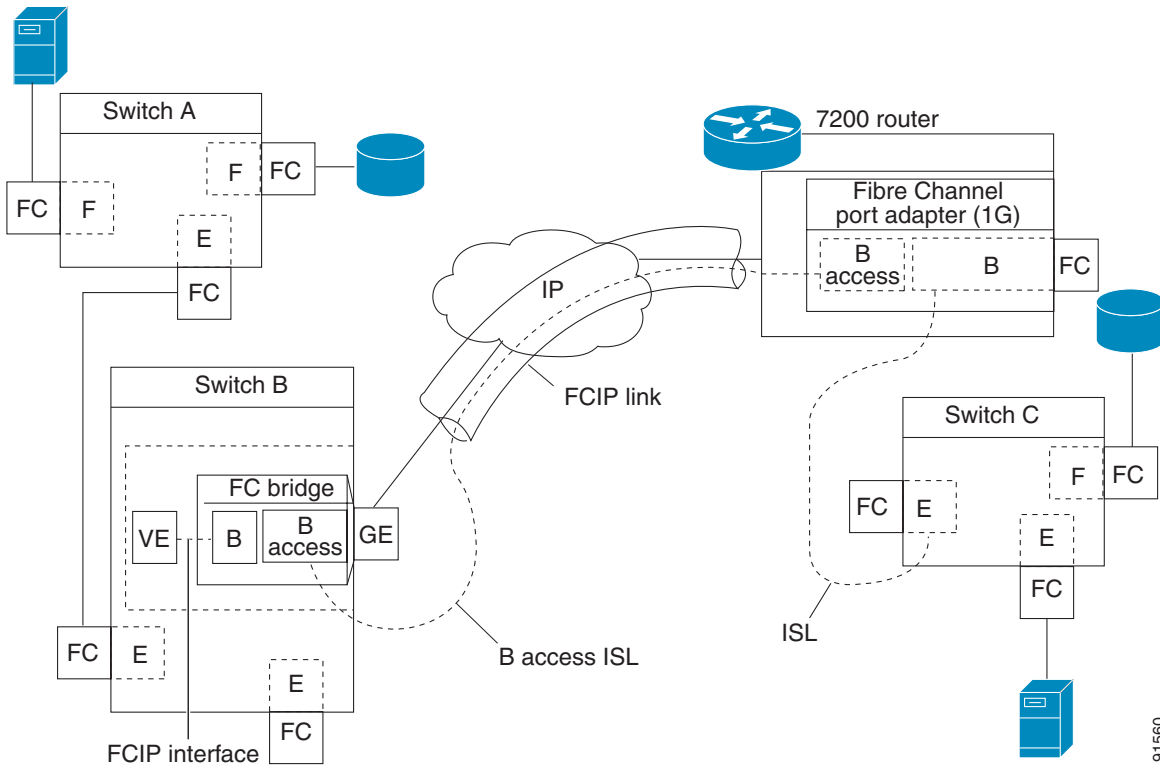 Switch A
F
FC
FC
F
E
FC
7200 router
Fibre Channel
port adapter (1G)
B
access
B
FC
IP
FCIP link
Switch B
FC bridge
VE
B
B
access
GE
FC
E
B access ISL
E
FC
FCIP interface
Switch C
F
FC
FC
E
E
FC
ISL
91560